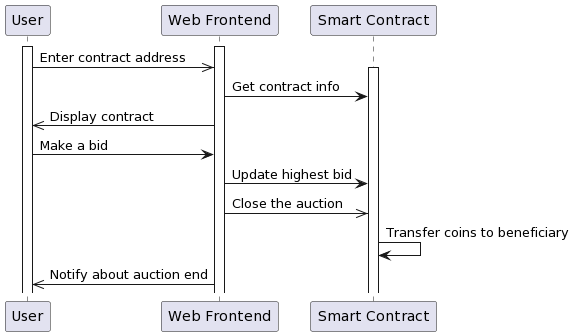 User
Web Frontend
Smart Contract
Enter contract address
Get contract info
Display contract
Make a bid
Update highest bid
Close the auction
Transfer coins to beneficiary
Notify about auction end
User
Web Frontend
Smart Contract